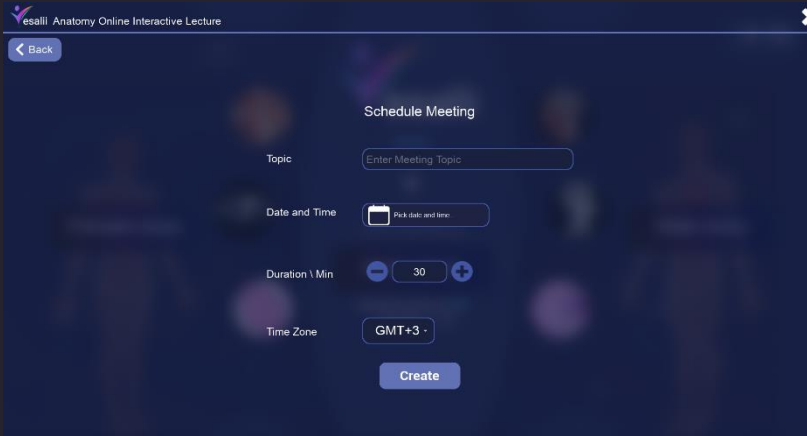 Vesalii Anatomy Online Interactive Lecture
Back
Schedule Meeting
Topic
Enter Meeting Topic
Date and Time
Pick date and time
Duration \ Min
30
Time Zone
GMT+3
Create